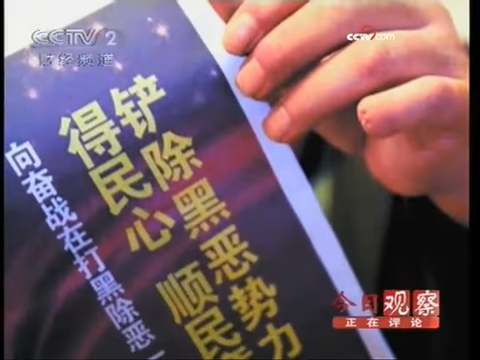 CCTV 2
财经频道
cctv.com
铲除黑恶势力
得民心 顺民
向奋战在打黑除恶一
今日观察
正在评论